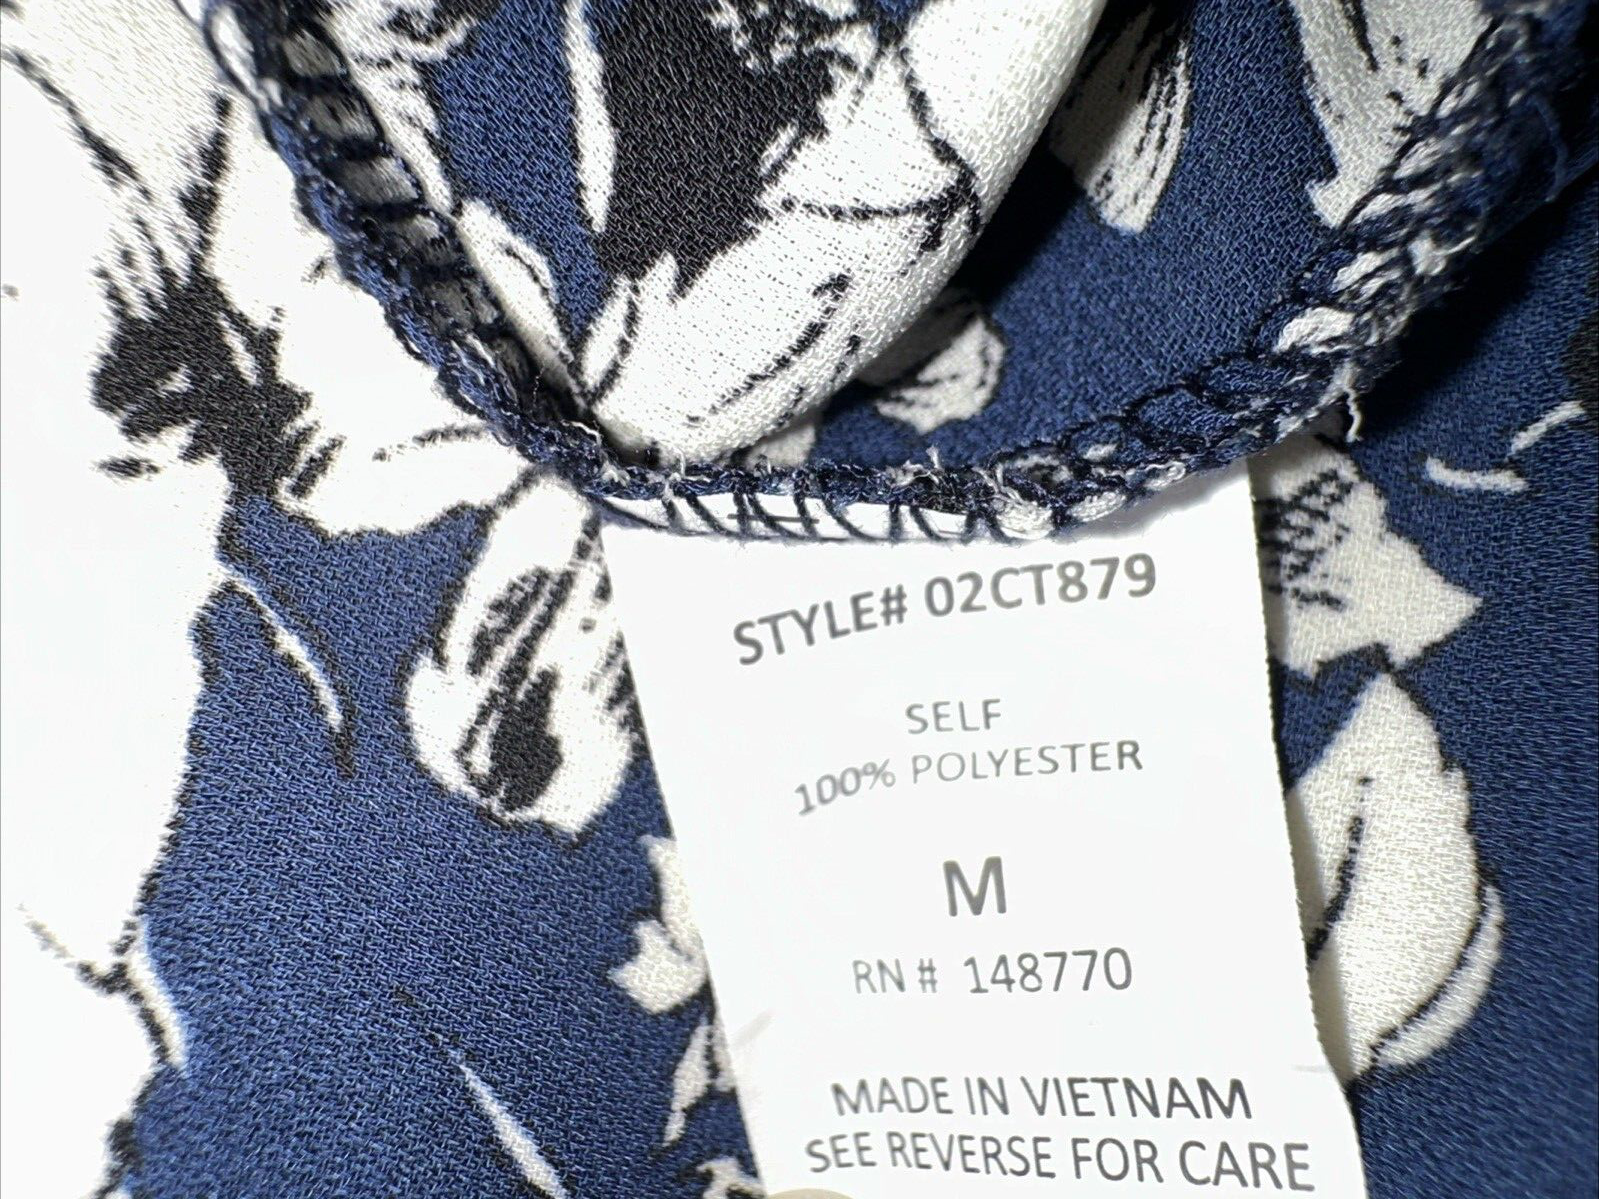 STYLE# 02CT879
SELF
100% POLYESTER
M
RN # 148770
MADE IN VIETNAM
SEE REVERSE FOR CARE